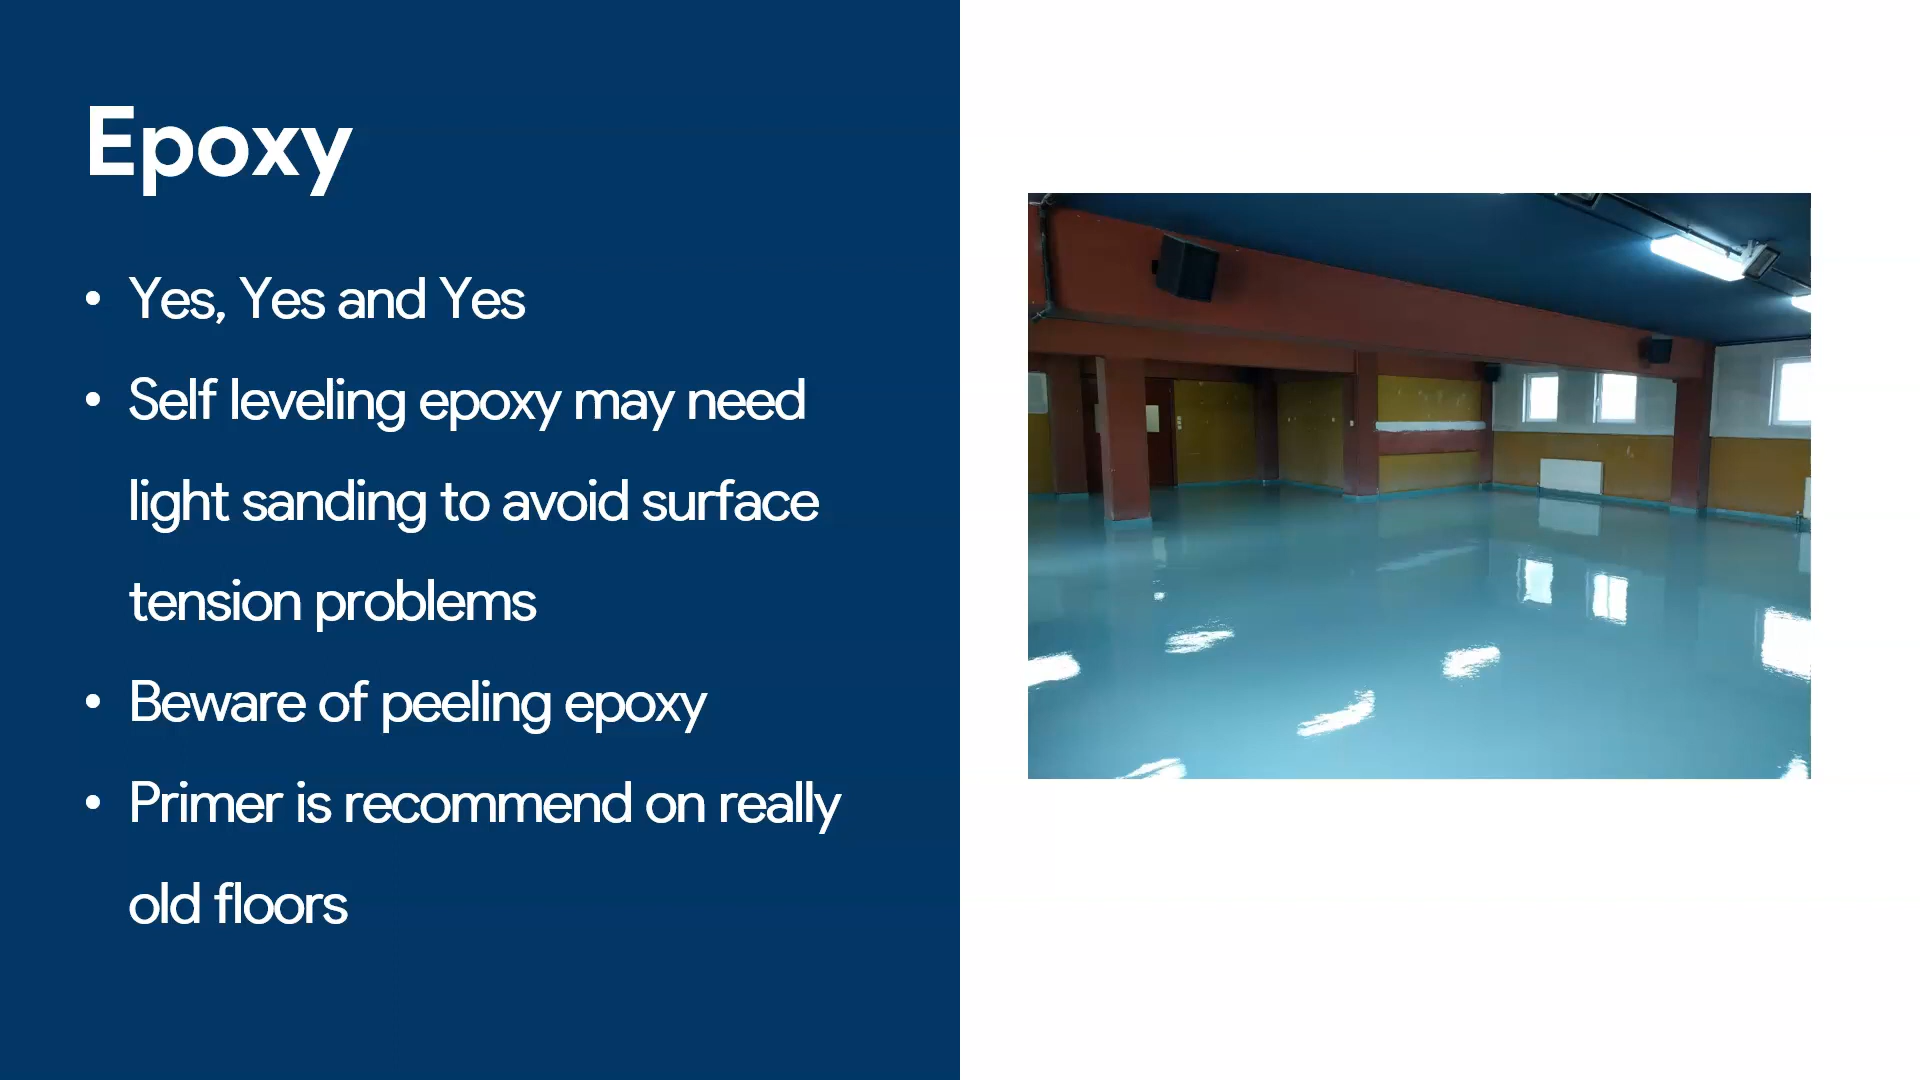 Epoxy
• Yes, Yes and Yes
• Self leveling epoxy may need
light sanding to avoid surface
tension problems
• Beware of peeling epoxy
• Primer is recommend on really
old floors